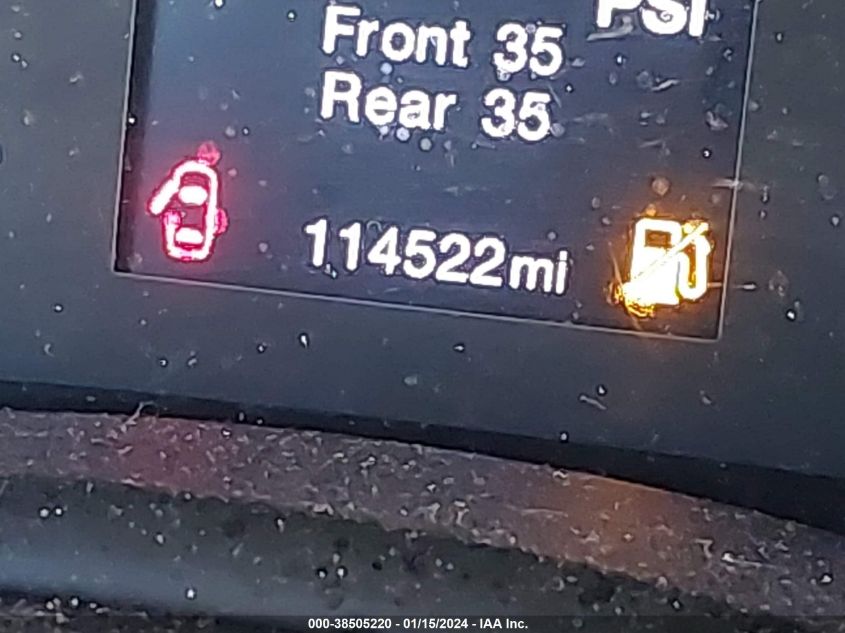 PSI
Front 35
Rear 35
114522mi
000-38505220 - 01/15/2024 - IAA Inc.